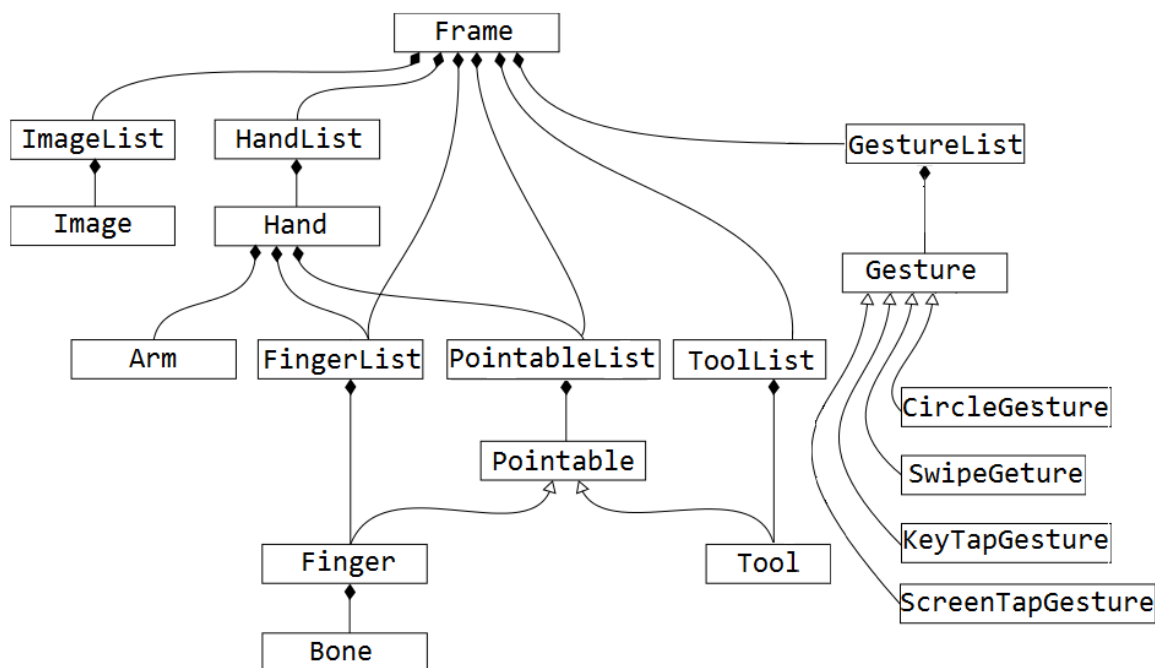 Frame
ImageList
HandList
GestureList
Image
Hand
Gesture
Arm
FingerList
PointableList
ToolList
CircleGesture
Pointable
SwipeGeture
KeyTapGesture
Finger
Tool
ScreenTapGesture
Bone